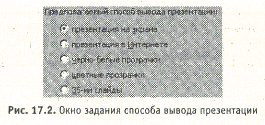 Предполагаемый способ вывода презентации:
презентация на экране
презентация в Интернете
черно-белые прозрачки
цветные прозрачки
35-мм слайды
Рис. 17.2. Окно задания способа вывода презентации